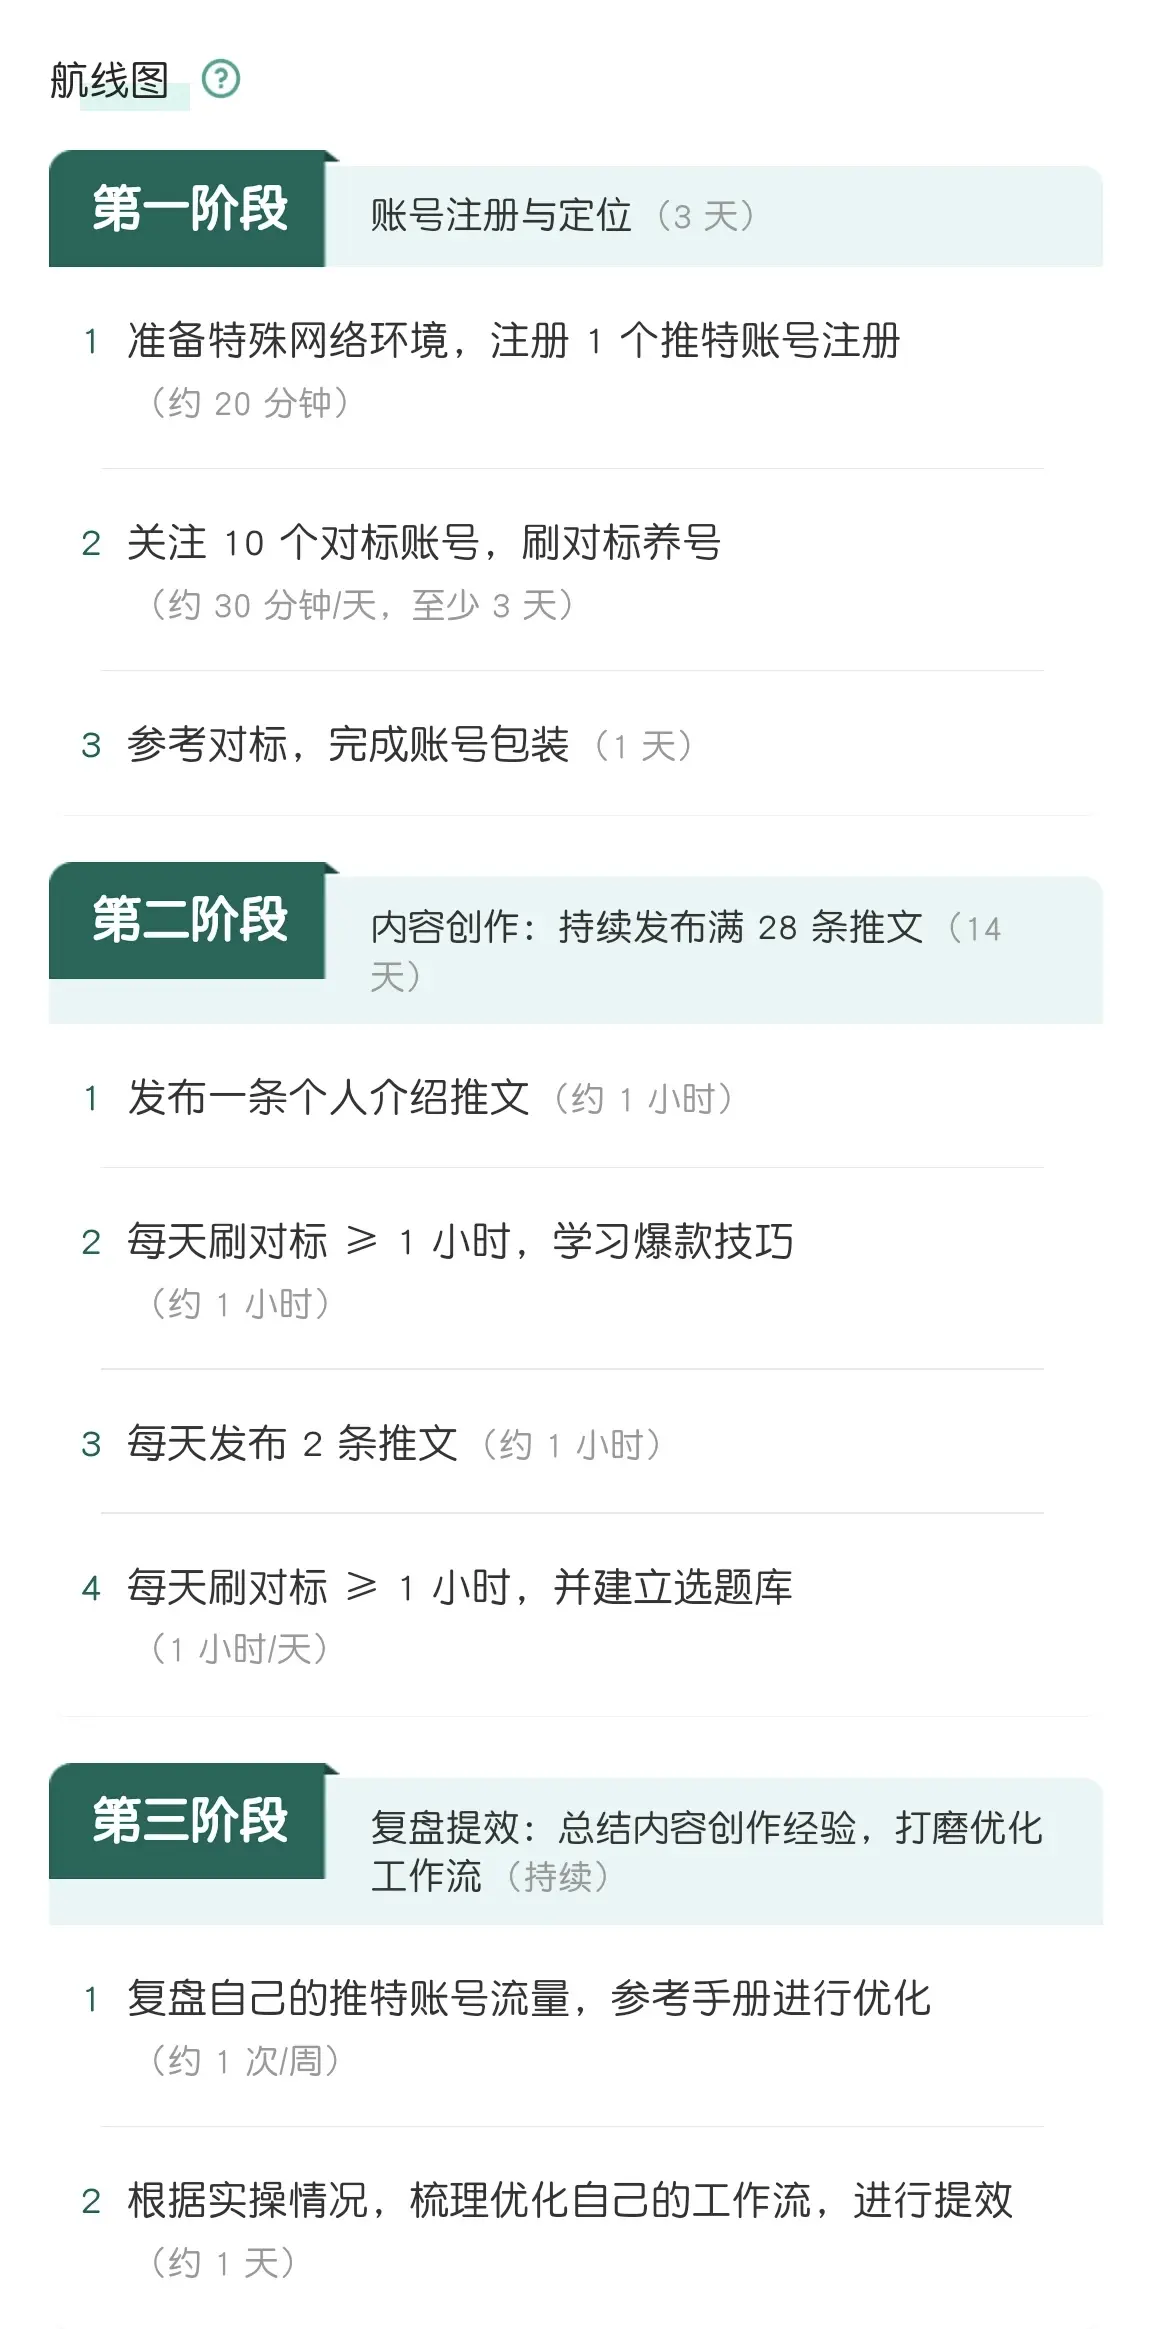 航线图 ?
第一阶段
账号注册与定位（3 天）
1 准备特殊网络环境，注册 1 个推特账号注册
（约 20 分钟）
2 关注 10 个对标账号，刷对标养号
（约 30 分钟/天，至少 3 天）
3 参考对标，完成账号包装（1 天）
第二阶段
内容创作：持续发布满 28 条推文（14
天）
1 发布一条个人介绍推文（约 1 小时）
2 每天刷对标 ≥ 1 小时，学习爆款技巧
（约 1 小时）
3 每天发布 2 条推文（约 1 小时）
4 每天刷对标 ≥ 1 小时，并建立选题库
（1 小时/天）
第三阶段
复盘提效：总结内容创作经验，打磨优化
工作流（持续）
1 复盘自己的推特账号流量，参考手册进行优化
（约 1 次/周）
2 根据实操情况，梳理优化自己的工作流，进行提效
（约 1 天）